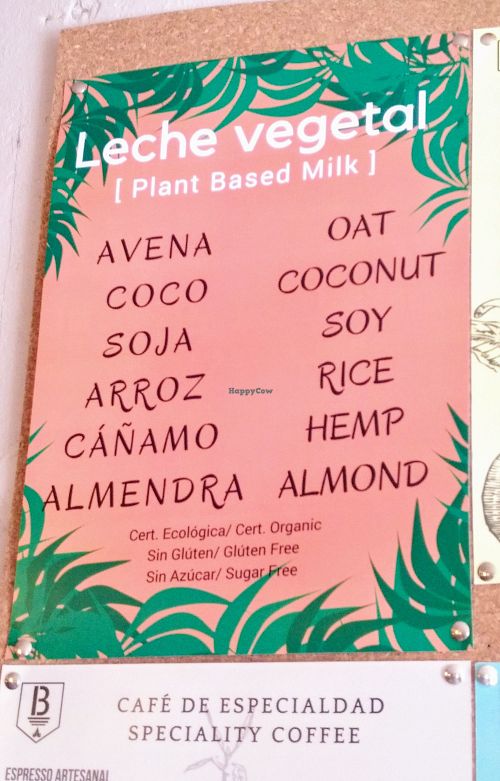 Leche vegetal
[ Plant Based Milk ]
AVENA OAT
COCO COCONUT
SOJA SOY
ARROZ RICE
HappyCow
CÁÑAMO HEMP
ALMENDRA ALMOND
Cert. Ecológica/ Cert. Organic
Sin Glúten/ Glúten Free
Sin Azúcar/ Sugar Free
B
CAFÉ DE ESPECIALDAD
SPECIALITY COFFEE
ESPRESSO ARTESANAL